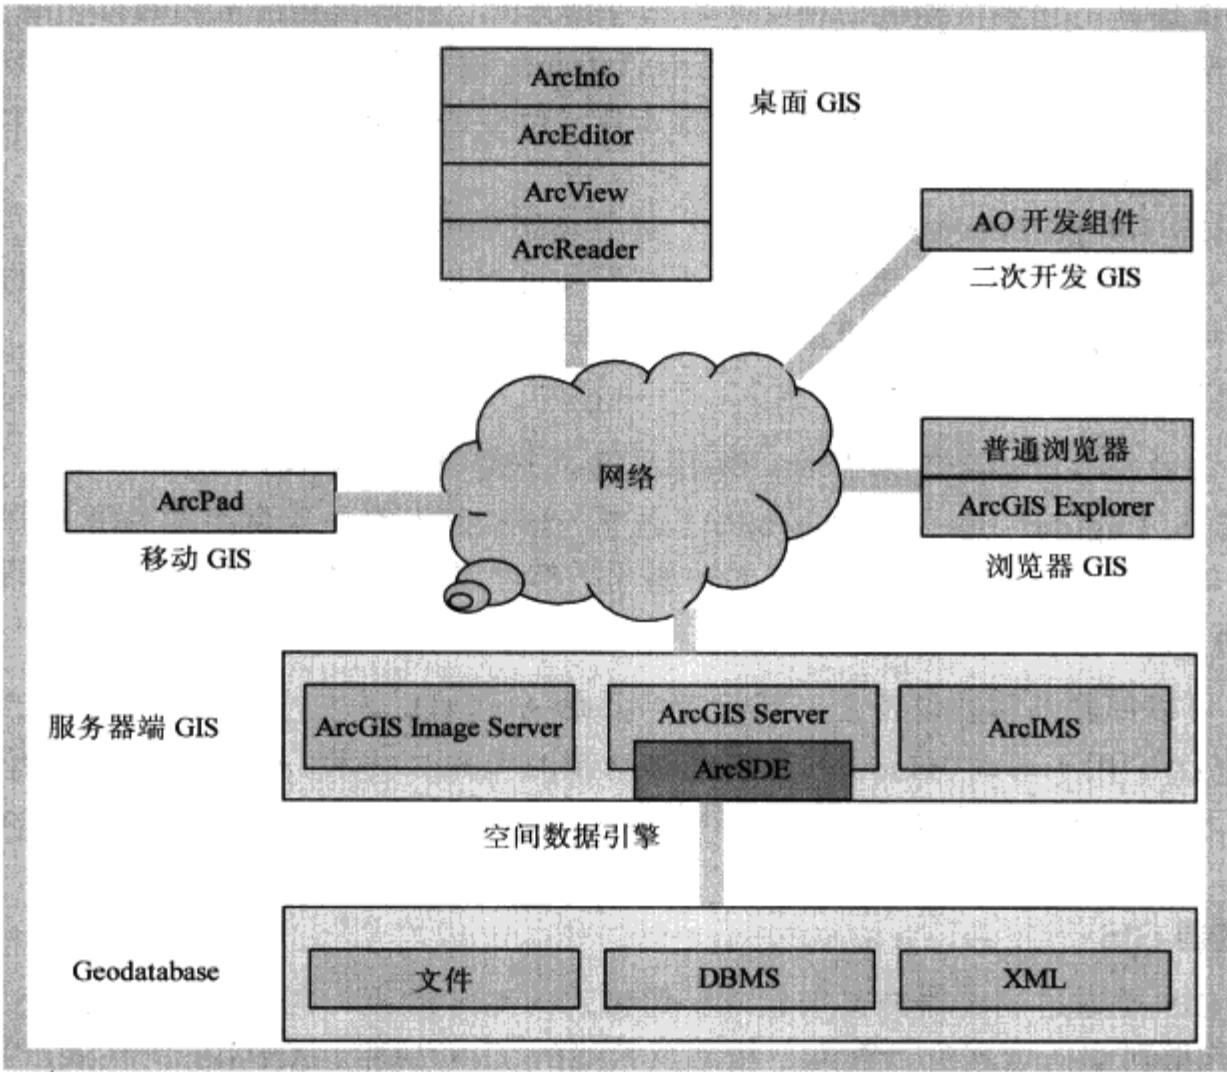 ArcInfo
桌面 GIS
ArcEditor
ArcView
AO 开发组件
ArcReader
二次开发 GIS
普通浏览器
网络
ArcPad
ArcGIS Explorer
移动 GIS
浏览器 GIS
服务器端 GIS
ArcGIS Image Server
ArcGIS Server
ArcIMS
ArcSDE
空间数据引擎
Geodatabase
文件
DBMS
XML